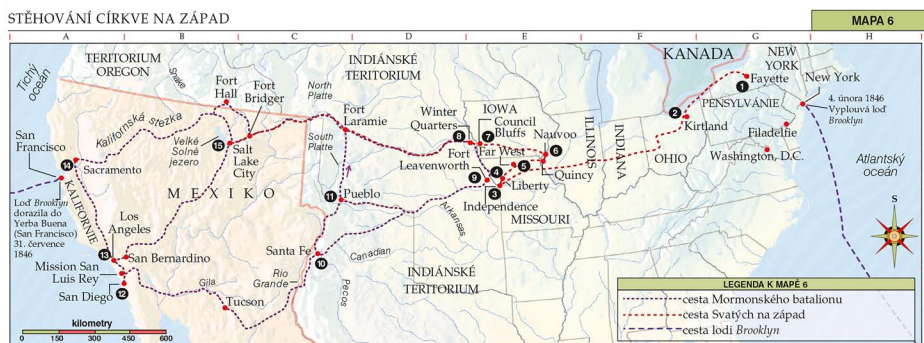 STĚHOVÁNÍ CÍRKVE NA ZÁPAD
MAPA 6
A B C D E F G H
Tichý
oceán
TERITORIUM
OREGON
Snake
Fort
Hall
Fort
Bridger
North
Platte
INDIÁNSKÉ
TERITORIUM
KANADA
NEW
YORK
Fayette
1
New York
4. února 1846
Vyplouvá loď
Brooklyn
PENSYLVÁNIE
2
Kirtland
Filadelfie
Washington, D.C.
Atlantský
oceán
S
Kalifornská stezka
Velké
Solné
jezero
15
Salt
Lake
City
Fort
Laramie
South
Platte
Winter
Quarters
8
7
IOWA
Council
Bluffs
Nauvoo
6
Fort
Leavenworth
9
Far West
4
5
Quincy
Liberty
3
Independence
MISSOURI
ILLINOIS
INDIANA
OHIO
San
Francisco
14
Sacramento
MEXIKO
KALIFORNIE
11
Pueblo
Arkansas
Loď Brooklyn
dorazila do
Yerba Buena
(San Francisco)
31. července
1846
Los
Angeles
13
San Bernardino
Mission San
Luis Rey
San Diego
12
Gila
Tucson
Santa Fe
10
Rio
Grande
Pecos
Canadian
INDIÁNSKÉ
TERITORIUM
kilometry
0 150 300 450 600
LEGENDA K MAPĚ 6
cesta Mormonského batalionu
cesta Svatých na západ
cesta lodi Brooklyn